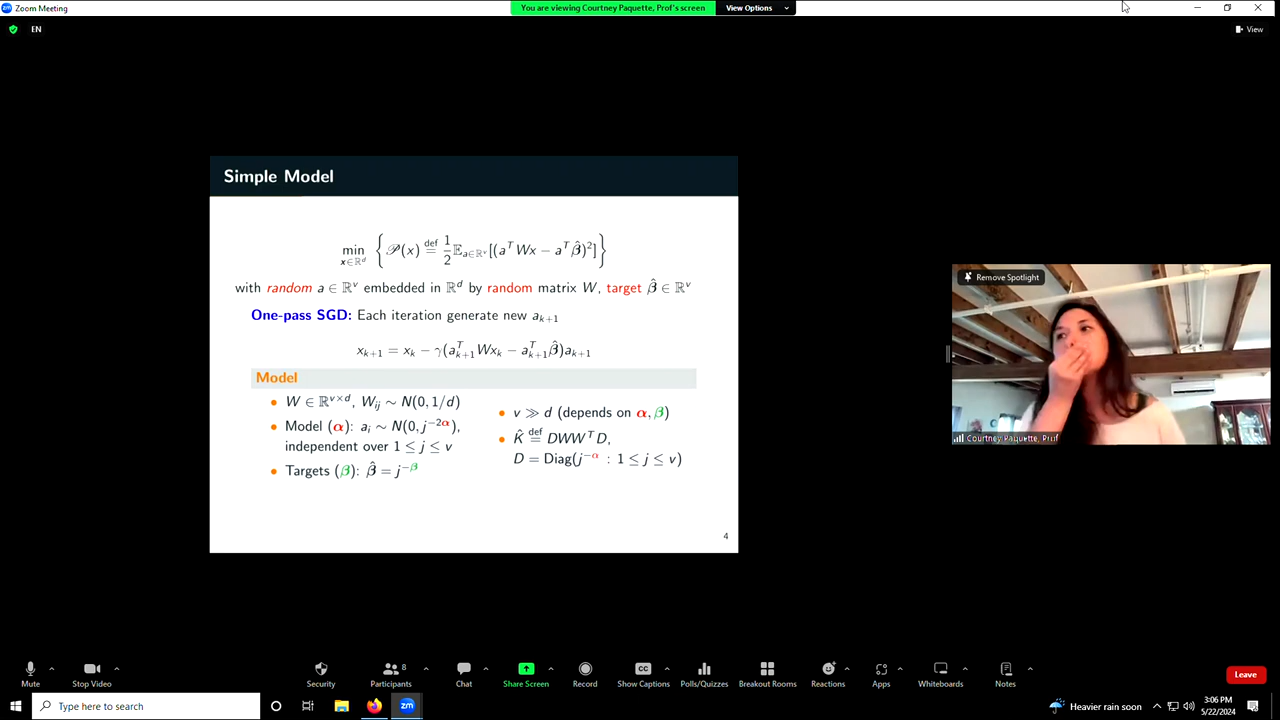 Zoom Meeting
You are viewing Courtney Paquette, Prof's screen
View Options
EN
View
Simple Model
min_{x∈ℝ^d} { 𝒫(x) def= 1/2 𝔼_{a∈ℝ^v}[(a^T Wx − a^T β̂)²] }
with random a ∈ ℝ^v embedded in ℝ^d by random matrix W, target β̂ ∈ ℝ^v
One-pass SGD: Each iteration generate new a_{k+1}
x_{k+1} = x_k − γ(a_{k+1}^T Wx_k − a_{k+1}^T β̂)a_{k+1}
Model
• W ∈ ℝ^{v×d}, W_{ij} ∼ N(0, 1/d)
• Model (α): a_i ∼ N(0, j^{−2α}),
independent over 1 ≤ j ≤ v
• Targets (β): β̂ = j^{−β}
• v ≫ d (depends on α, β)
• K̂ def= DWW^T D,
D = Diag(j^{−α} : 1 ≤ j ≤ v)
4
Remove Spotlight
Courtney Paquette, Prof
Mute
Stop Video
Security
8
Participants
Chat
Share Screen
Record
Show Captions
Polls/Quizzes
Breakout Rooms
Reactions
Apps
Whiteboards
Notes
Leave
Type here to search
Heavier rain soon
3:06 PM
5/22/2024